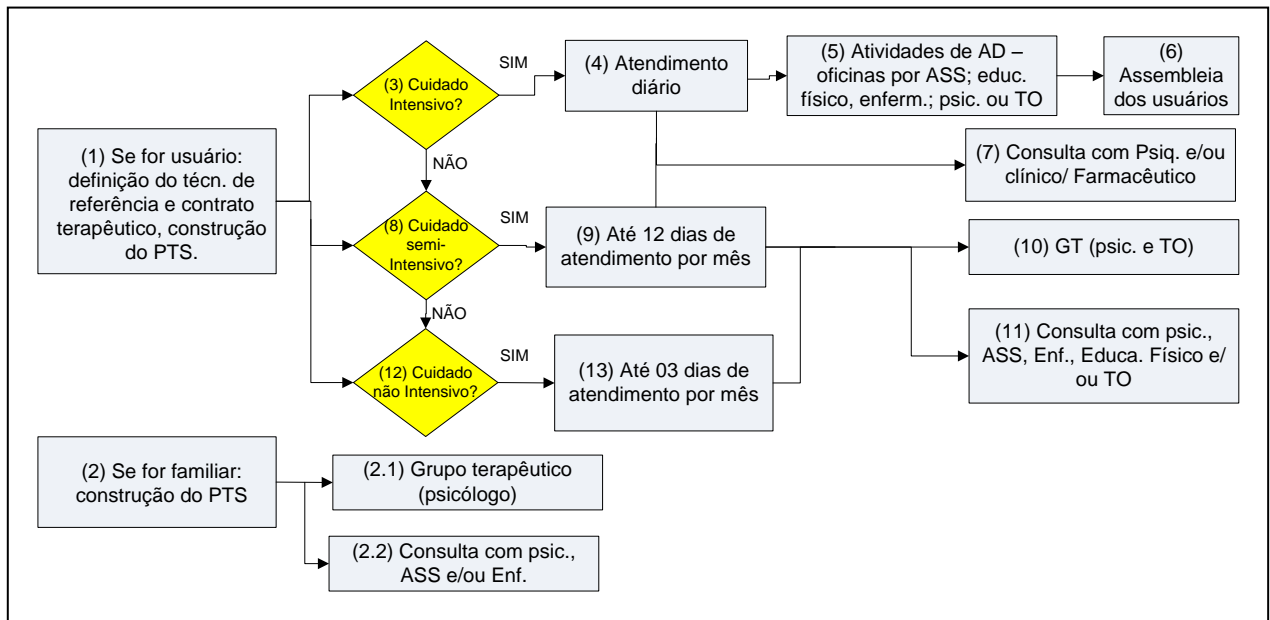 (1) Se for usuário:
definição do técn. de
referência e contrato
terapêutico, construção
do PTS.
(3) Cuidado
Intensivo?
SIM
NÃO
(4) Atendimento
diário
(5) Atividades de AD –
oficinas por ASS; educ.
físico, enferm.; psic. ou TO
(6)
Assembleia
dos usuários
(7) Consulta com Psiq. e/ou
clínico/ Farmacêutico
(8) Cuidado
semi-
Intensivo?
SIM
NÃO
(9) Até 12 dias de
atendimento por mês
(10) GT (psic. e TO)
(11) Consulta com psic.,
ASS, Enf., Educa. Físico e/
ou TO
(12) Cuidado
não Intensivo?
SIM
(13) Até 03 dias de
atendimento por mês
(2) Se for familiar:
construção do PTS
(2.1) Grupo terapêutico
(psicólogo)
(2.2) Consulta com psic.,
ASS e/ou Enf.